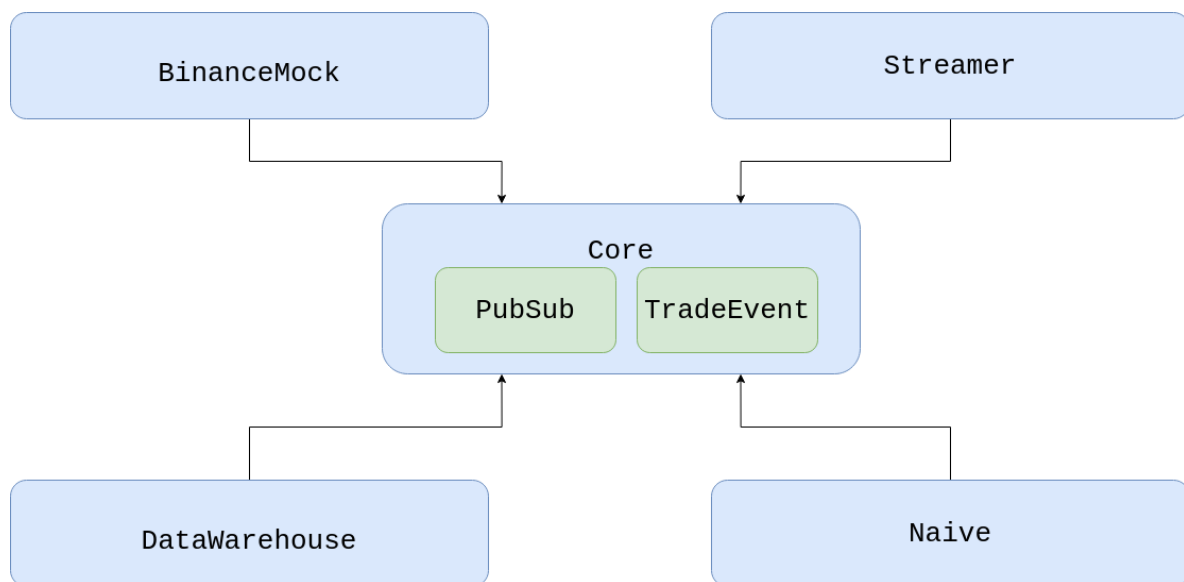 BinanceMock
Streamer
Core
PubSub
TradeEvent
DataWarehouse
Naive